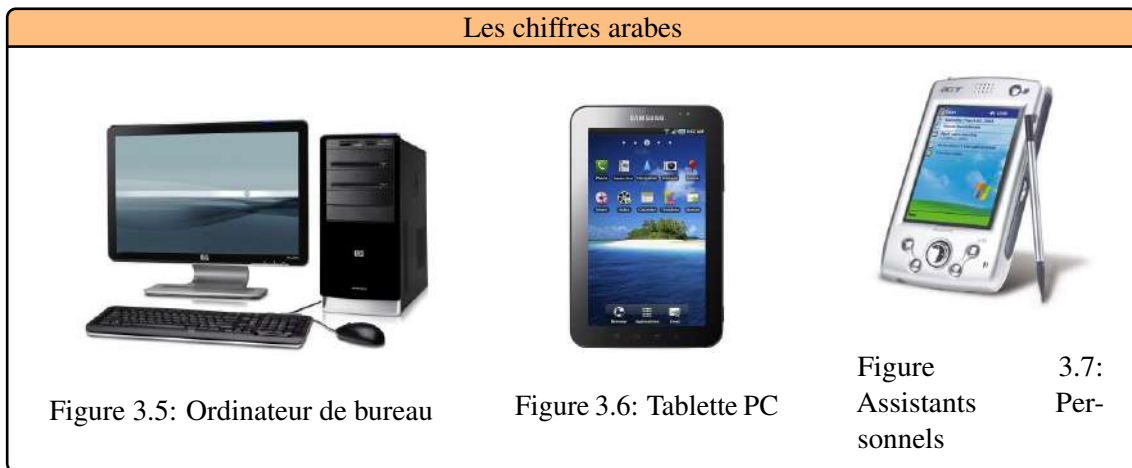 Les chiffres arabes
SAMSUNG
acer
hp
Figure 3.5: Ordinateur de bureau
Figure 3.6: Tablette PC
Figure 3.7:
Assistants Per-
sonnels